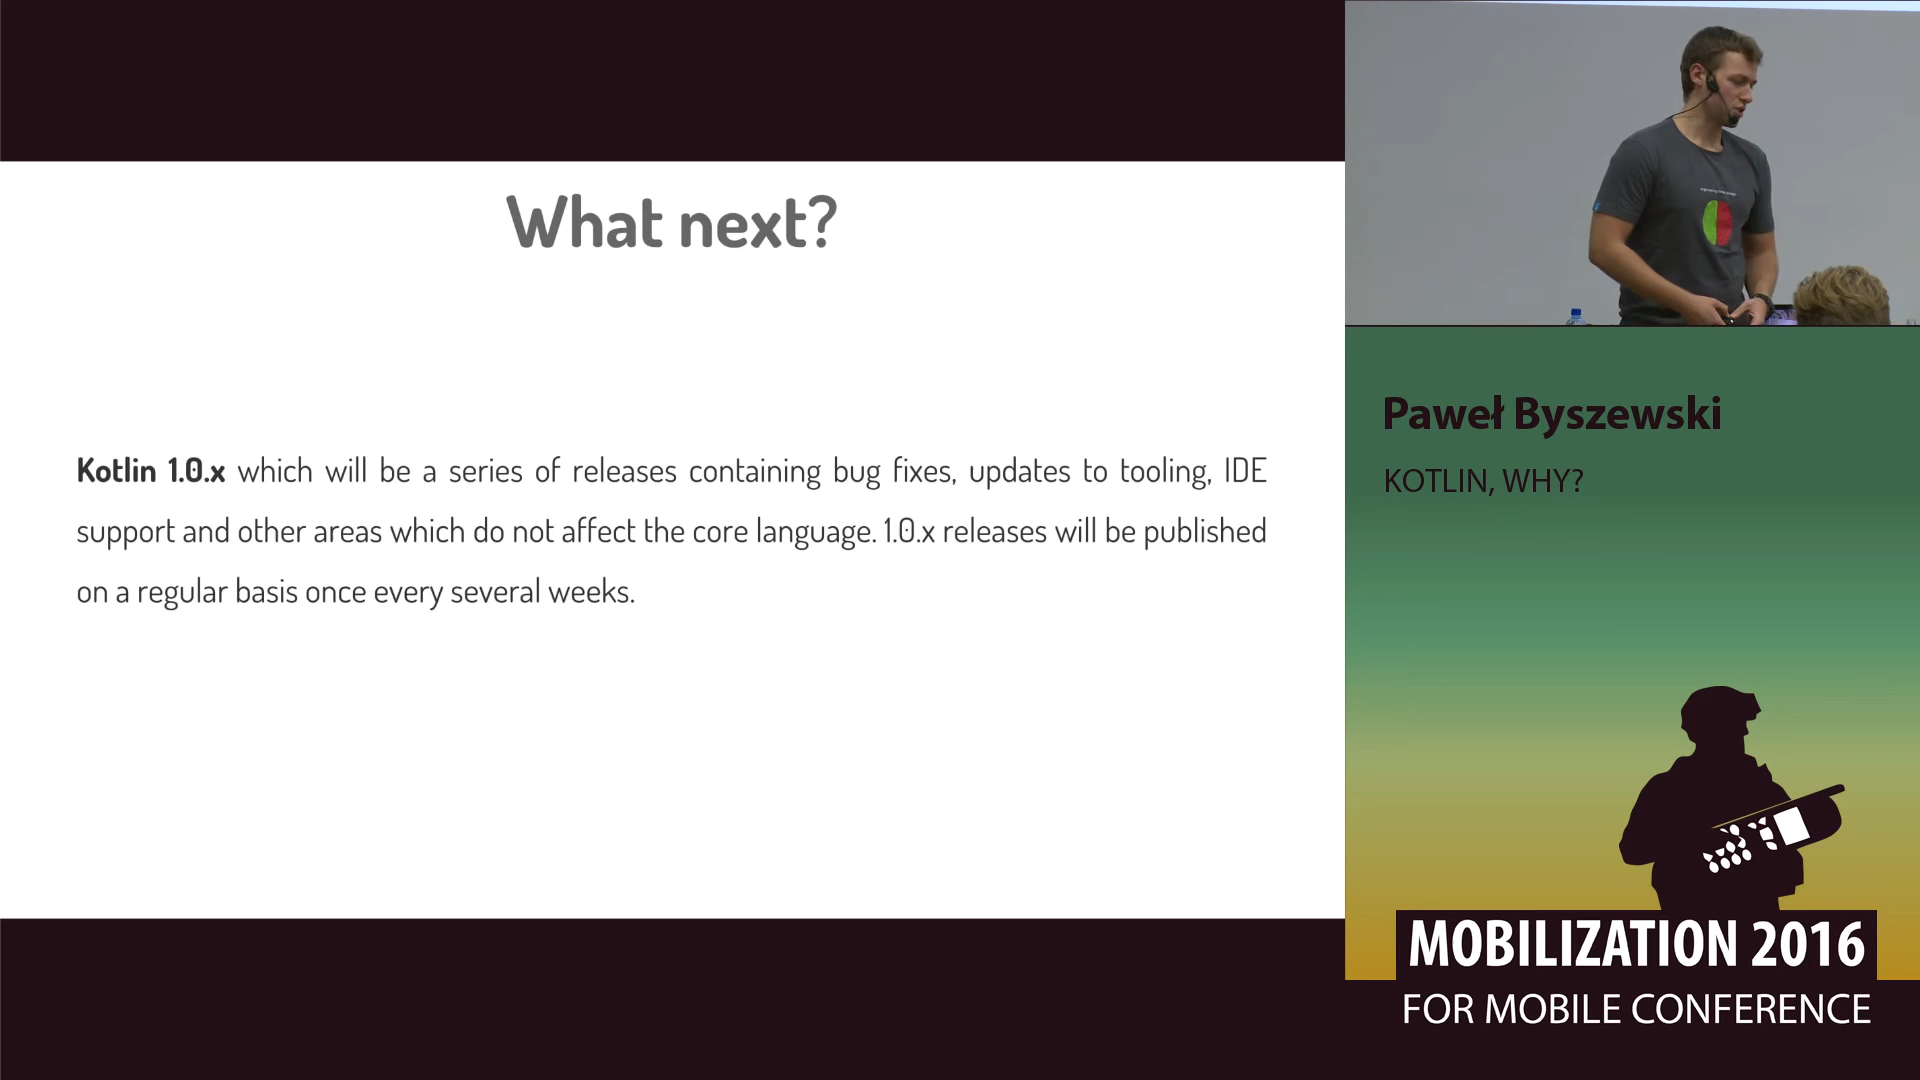 What next?
Kotlin 1.0.x which will be a series of releases containing bug fixes, updates to tooling, IDE
support and other areas which do not affect the core language. 1.0.x releases will be published
on a regular basis once every several weeks.
Paweł Byszewski
KOTLIN, WHY?
MOBILIZATION 2016
FOR MOBILE CONFERENCE